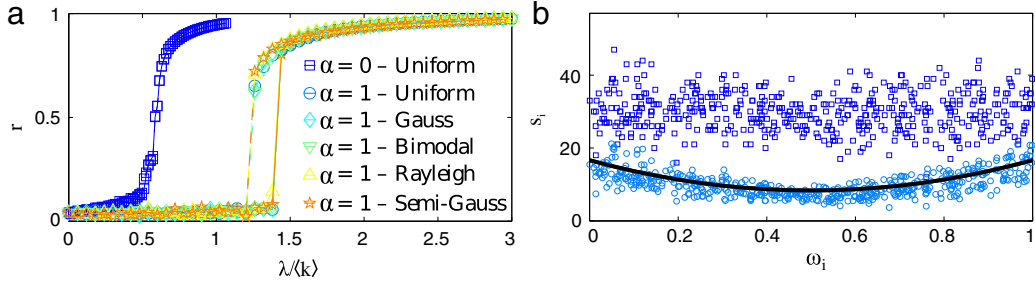 a
1
0.5
0
r
0 0.5 1 1.5 2 2.5 3
λ/⟨k⟩
α = 0 – Uniform
α = 1 – Uniform
α = 1 – Gauss
α = 1 – Bimodal
α = 1 – Rayleigh
α = 1 – Semi-Gauss
b
40
20
0
s_i
0 0.2 0.4 0.6 0.8 1
ω_i